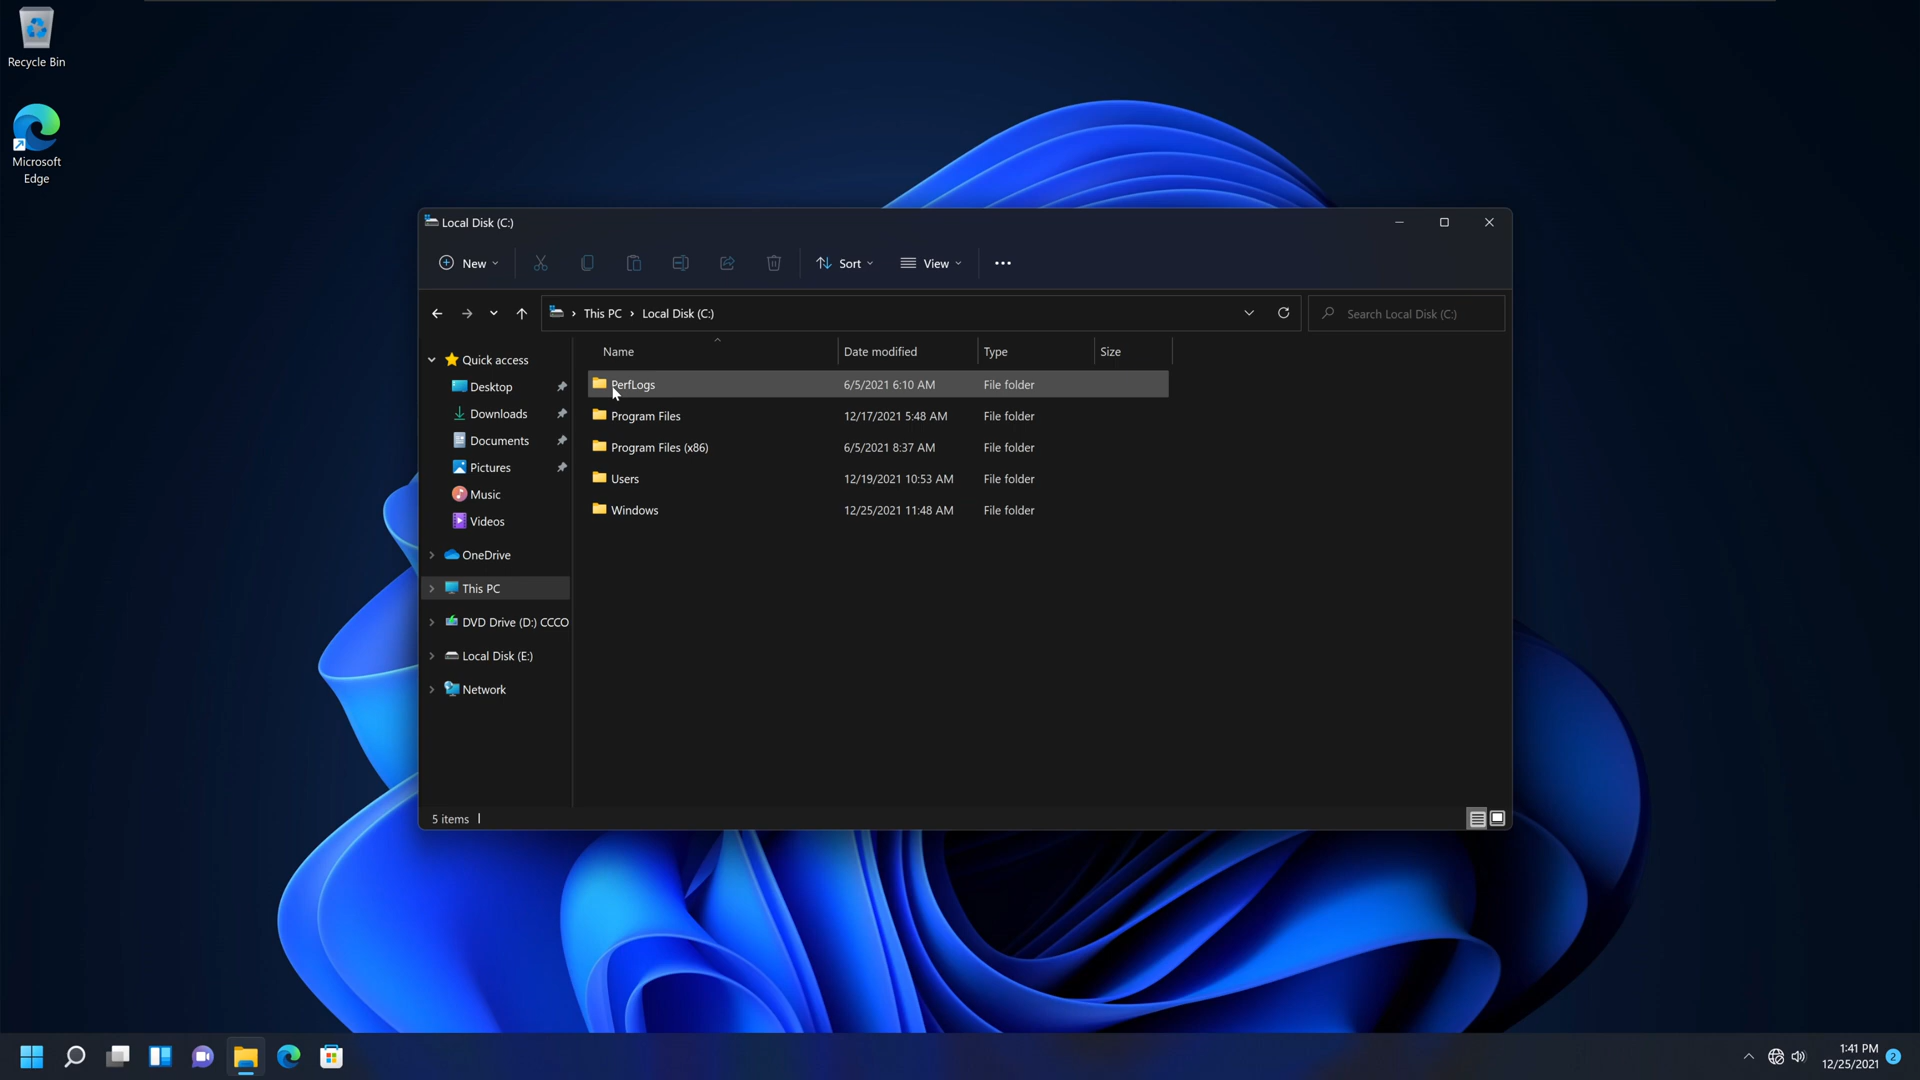 Recycle Bin
Microsoft
Edge
Local Disk (C:)
New
Sort
View
This PC
Local Disk (C:)
Search Local Disk (C:)
Quick access
Desktop
Downloads
Documents
Pictures
Music
Videos
OneDrive
This PC
DVD Drive (D:) CCCO
Local Disk (E:)
Network
Name Date modified Type Size
PerfLogs 6/5/2021 6:10 AM File folder
Program Files 12/17/2021 5:48 AM File folder
Program Files (x86) 6/5/2021 8:37 AM File folder
Users 12/19/2021 10:53 AM File folder
Windows 12/25/2021 11:48 AM File folder
5 items
1:41 PM
12/25/2021
2